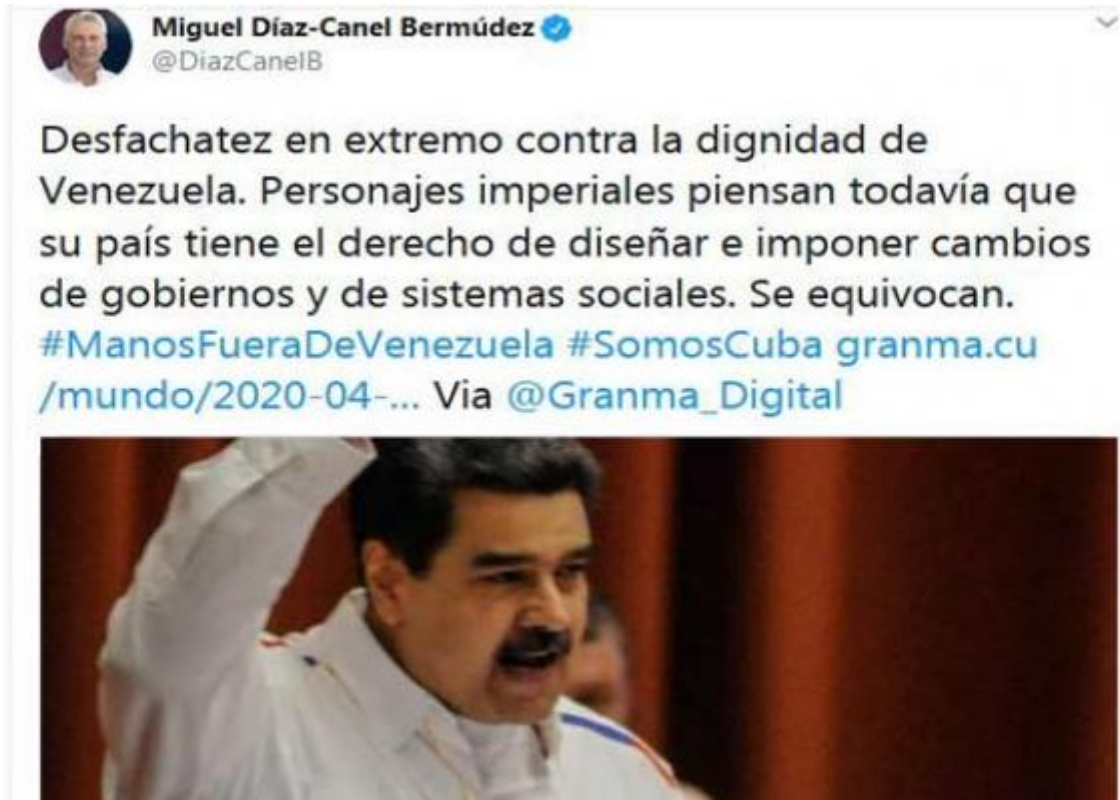 Miguel Díaz-Canel Bermúdez
@DiazCanelB
Desfachatez en extremo contra la dignidad de
Venezuela. Personajes imperiales piensan todavía que
su país tiene el derecho de diseñar e imponer cambios
de gobiernos y de sistemas sociales. Se equivocan.
#ManosFueraDeVenezuela #SomosCuba granma.cu
/mundo/2020-04-... Via @Granma_Digital